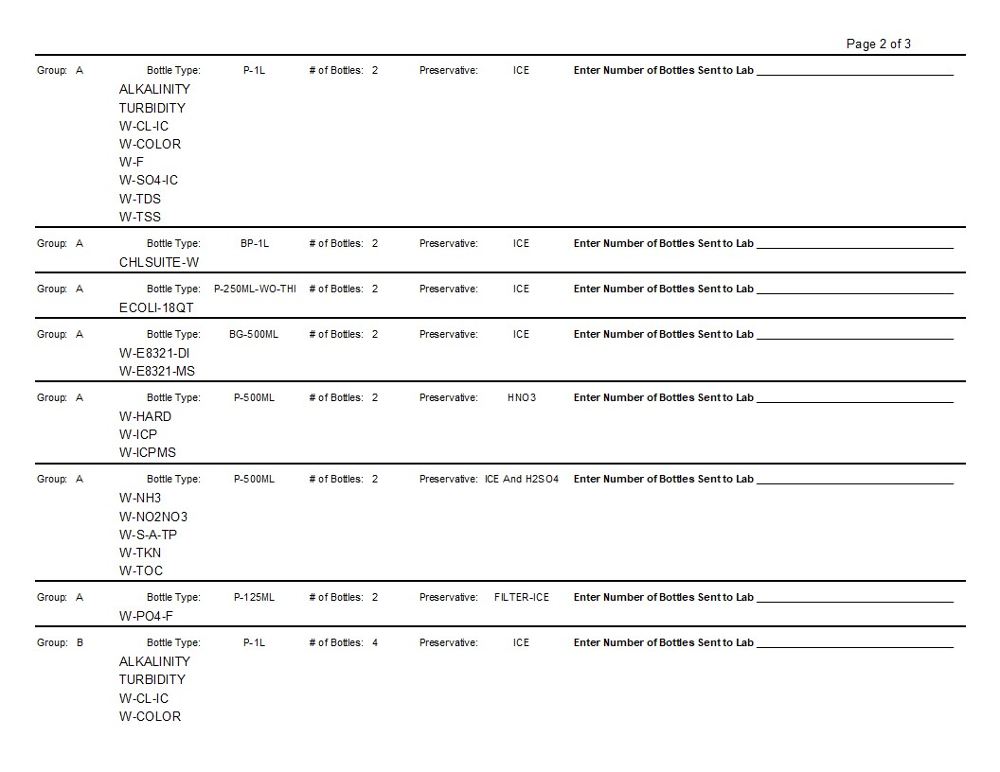 Page 2 of 3
Group: A Bottle Type: P-1L # of Bottles: 2 Preservative: ICE Enter Number of Bottles Sent to Lab
ALKALINITY
TURBIDITY
W-CL-IC
W-COLOR
W-F
W-SO4-IC
W-TDS
W-TSS
Group: A Bottle Type: BP-1L # of Bottles: 2 Preservative: ICE Enter Number of Bottles Sent to Lab
CHLSUITE-W
Group: A Bottle Type: P-250ML-WO-THI # of Bottles: 2 Preservative: ICE Enter Number of Bottles Sent to Lab
ECOLI-18QT
Group: A Bottle Type: BG-500ML # of Bottles: 2 Preservative: ICE Enter Number of Bottles Sent to Lab
W-E8321-DI
W-E8321-MS
Group: A Bottle Type: P-500ML # of Bottles: 2 Preservative: HNO3 Enter Number of Bottles Sent to Lab
W-HARD
W-ICP
W-ICPMS
Group: A Bottle Type: P-500ML # of Bottles: 2 Preservative: ICE And H2SO4 Enter Number of Bottles Sent to Lab
W-NH3
W-NO2NO3
W-S-A-TP
W-TKN
W-TOC
Group: A Bottle Type: P-125ML # of Bottles: 2 Preservative: FILTER-ICE Enter Number of Bottles Sent to Lab
W-PO4-F
Group: B Bottle Type: P-1L # of Bottles: 4 Preservative: ICE Enter Number of Bottles Sent to Lab
ALKALINITY
TURBIDITY
W-CL-IC
W-COLOR